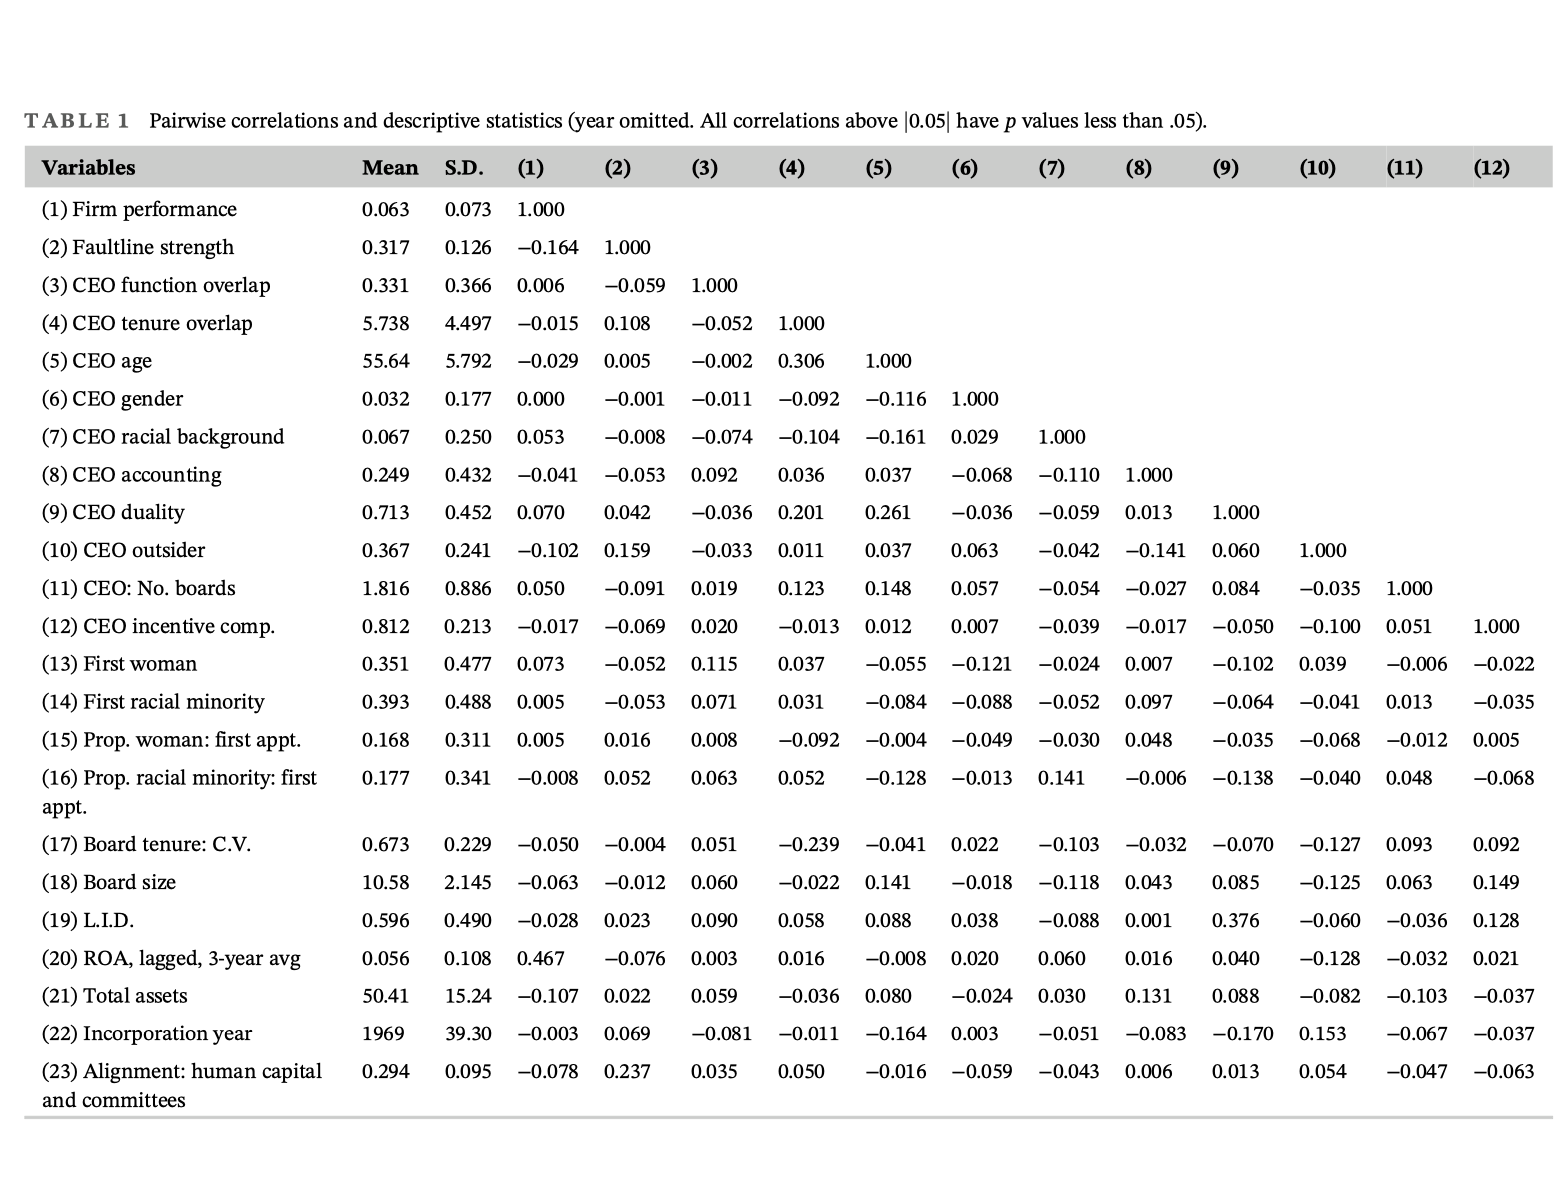 TABLE 1 Pairwise correlations and descriptive statistics (year omitted. All correlations above |0.05| have p values less than .05).
Variables Mean S.D. (1) (2) (3) (4) (5) (6) (7) (8) (9) (10) (11) (12)
(1) Firm performance 0.063 0.073 1.000
(2) Faultline strength 0.317 0.126 −0.164 1.000
(3) CEO function overlap 0.331 0.366 0.006 −0.059 1.000
(4) CEO tenure overlap 5.738 4.497 −0.015 0.108 −0.052 1.000
(5) CEO age 55.64 5.792 −0.029 0.005 −0.002 0.306 1.000
(6) CEO gender 0.032 0.177 0.000 −0.001 −0.011 −0.092 −0.116 1.000
(7) CEO racial background 0.067 0.250 0.053 −0.008 −0.074 −0.104 −0.161 0.029 1.000
(8) CEO accounting 0.249 0.432 −0.041 −0.053 0.092 0.036 0.037 −0.068 −0.110 1.000
(9) CEO duality 0.713 0.452 0.070 0.042 −0.036 0.201 0.261 −0.036 −0.059 0.013 1.000
(10) CEO outsider 0.367 0.241 −0.102 0.159 −0.033 0.011 0.037 0.063 −0.042 −0.141 0.060 1.000
(11) CEO: No. boards 1.816 0.886 0.050 −0.091 0.019 0.123 0.148 0.057 −0.054 −0.027 0.084 −0.035 1.000
(12) CEO incentive comp. 0.812 0.213 −0.017 −0.069 0.020 −0.013 0.012 0.007 −0.039 −0.017 −0.050 −0.100 0.051 1.000
(13) First woman 0.351 0.477 0.073 −0.052 0.115 0.037 −0.055 −0.121 −0.024 0.007 −0.102 0.039 −0.006 −0.022
(14) First racial minority 0.393 0.488 0.005 −0.053 0.071 0.031 −0.084 −0.088 −0.052 0.097 −0.064 −0.041 0.013 −0.035
(15) Prop. woman: first appt. 0.168 0.311 0.005 0.016 0.008 −0.092 −0.004 −0.049 −0.030 0.048 −0.035 −0.068 −0.012 0.005
(16) Prop. racial minority: first 0.177 0.341 −0.008 0.052 0.063 0.052 −0.128 −0.013 0.141 −0.006 −0.138 −0.040 0.048 −0.068
appt.
(17) Board tenure: C.V. 0.673 0.229 −0.050 −0.004 0.051 −0.239 −0.041 0.022 −0.103 −0.032 −0.070 −0.127 0.093 0.092
(18) Board size 10.58 2.145 −0.063 −0.012 0.060 −0.022 0.141 −0.018 −0.118 0.043 0.085 −0.125 0.063 0.149
(19) L.I.D. 0.596 0.490 −0.028 0.023 0.090 0.058 0.088 0.038 −0.088 0.001 0.376 −0.060 −0.036 0.128
(20) ROA, lagged, 3-year avg 0.056 0.108 0.467 −0.076 0.003 0.016 −0.008 0.020 0.060 0.016 0.040 −0.128 −0.032 0.021
(21) Total assets 50.41 15.24 −0.107 0.022 0.059 −0.036 0.080 −0.024 0.030 0.131 0.088 −0.082 −0.103 −0.037
(22) Incorporation year 1969 39.30 −0.003 0.069 −0.081 −0.011 −0.164 0.003 −0.051 −0.083 −0.170 0.153 −0.067 −0.037
(23) Alignment: human capital 0.294 0.095 −0.078 0.237 0.035 0.050 −0.016 −0.059 −0.043 0.006 0.013 0.054 −0.047 −0.063
and committees